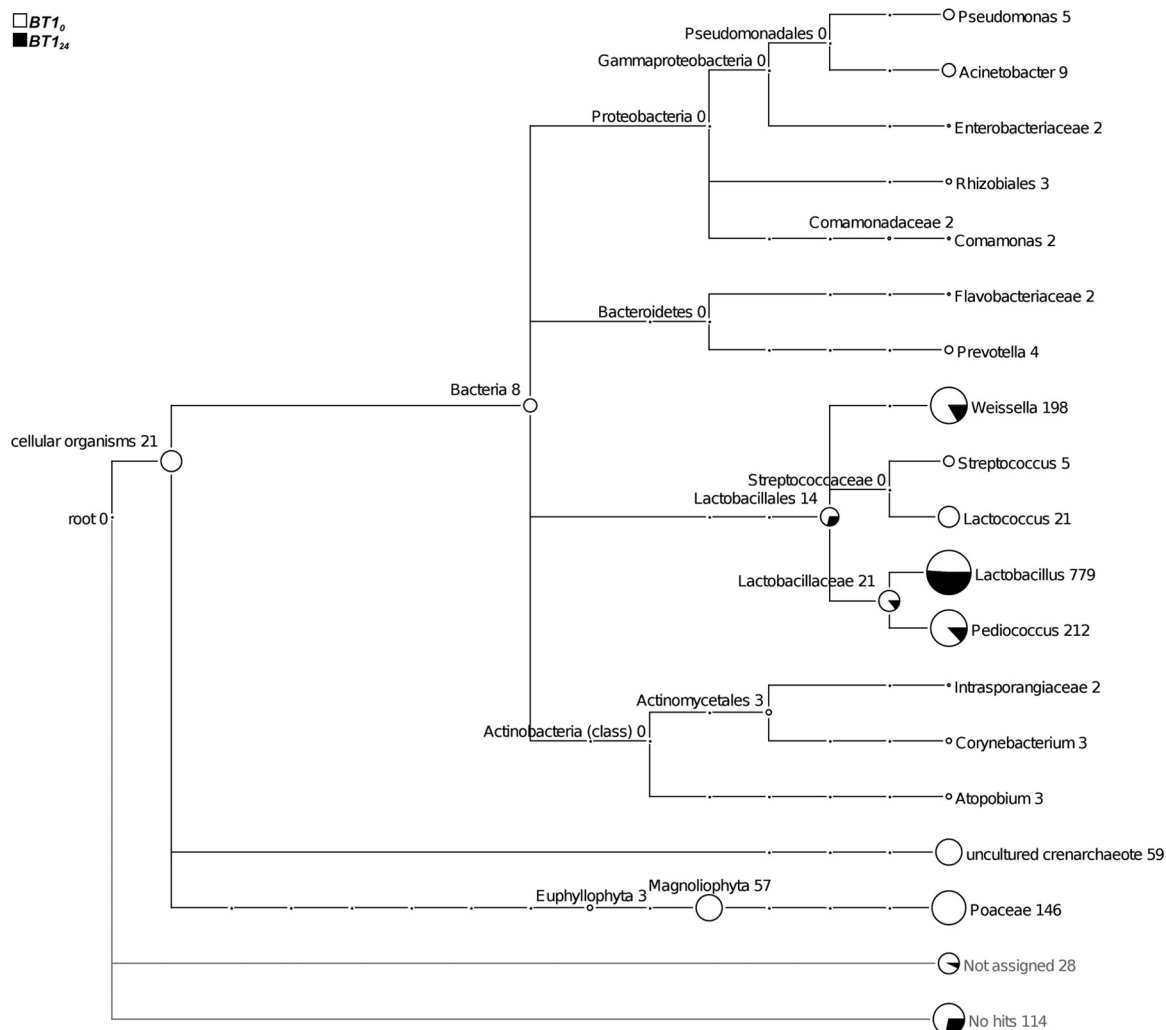 BT1₀
BT1₂₄
Pseudomonas 5
Pseudomonadales 0
Gammaproteobacteria 0
Acinetobacter 9
Proteobacteria 0
Enterobacteriaceae 2
Rhizobiales 3
Comamonadaceae 2
Comamonas 2
Flavobacteriaceae 2
Bacteroidetes 0
Prevotella 4
Bacteria 8
Weissella 198
cellular organisms 21
Streptococcus 5
Streptococcaceae 0
Lactobacillales 14
root 0
Lactococcus 21
Lactobacillus 779
Lactobacillaceae 21
Pediococcus 212
Intrasporangiaceae 2
Actinomycetales 3
Actinobacteria (class) 0
Corynebacterium 3
Atopobium 3
uncultured crenarchaeote 59
Euphyllophyta 3
Magnoliophyta 57
Poaceae 146
Not assigned 28
No hits 114